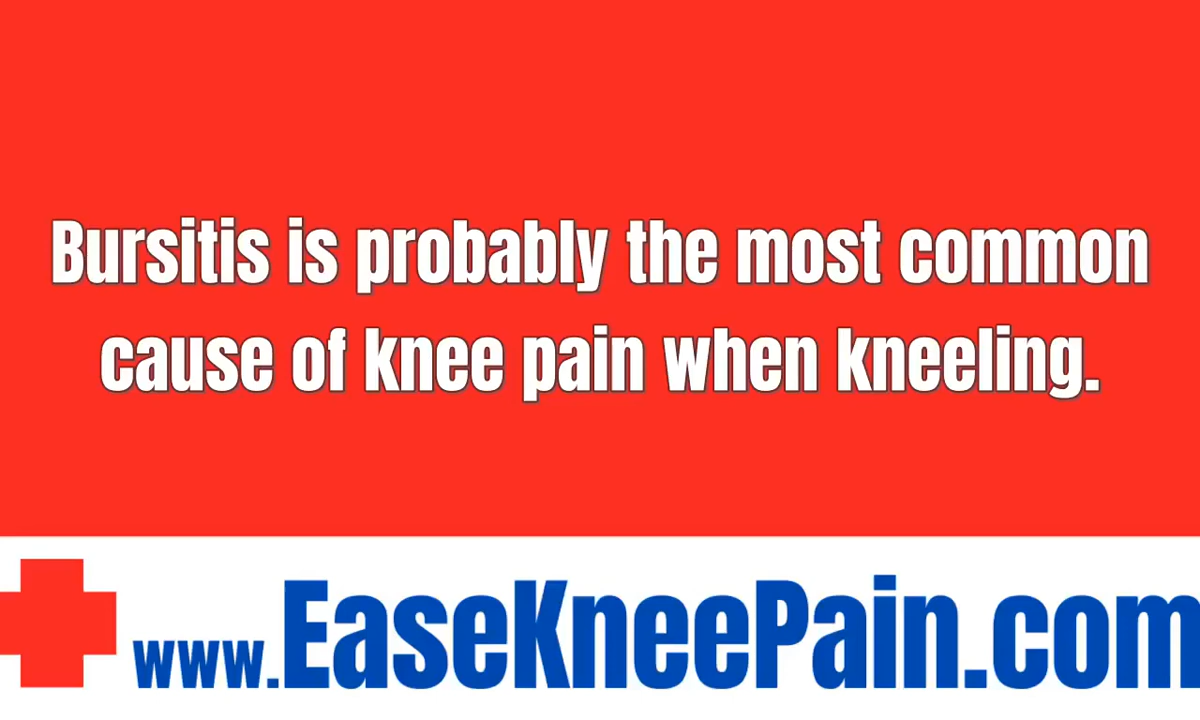 Bursitis is probably the most common
cause of knee pain when kneeling.
www.EaseKneePain.com